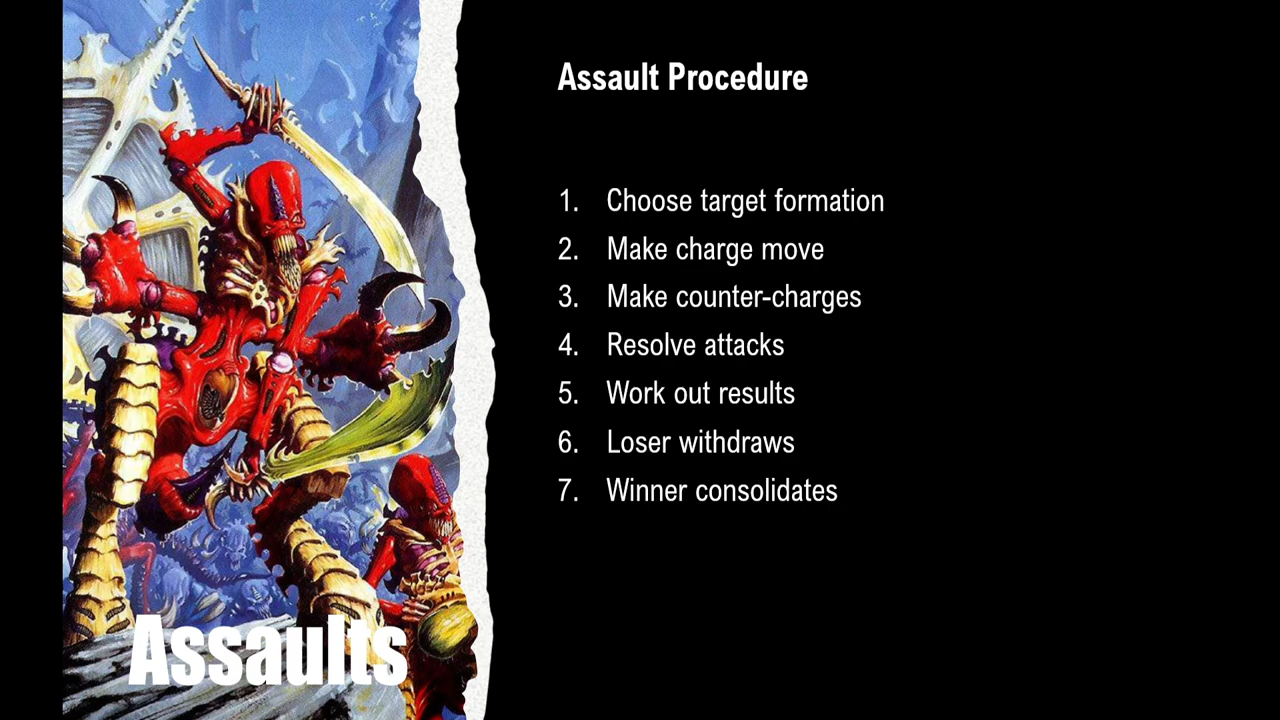 Assault Procedure
1. Choose target formation
2. Make charge move
3. Make counter-charges
4. Resolve attacks
5. Work out results
6. Loser withdraws
7. Winner consolidates
Assaults